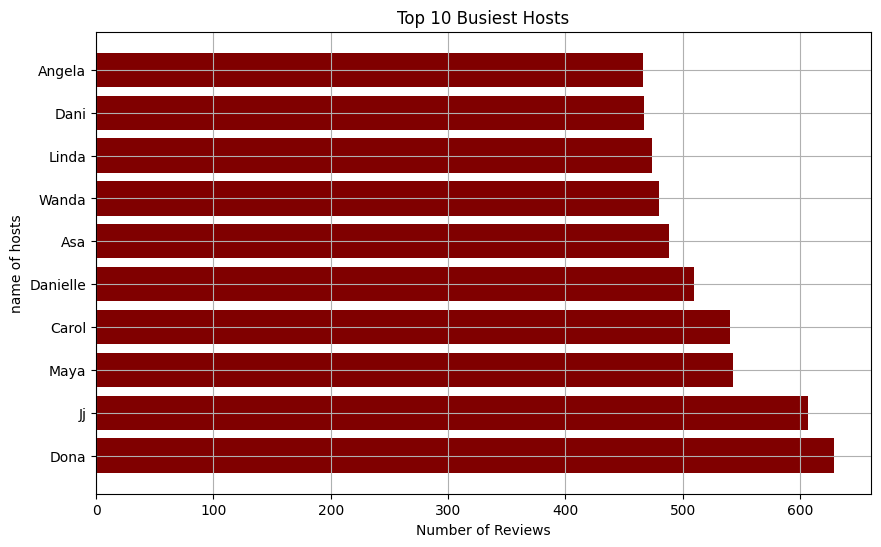 Top 10 Busiest Hosts
name of hosts
Angela
Dani
Linda
Wanda
Asa
Danielle
Carol
Maya
Jj
Dona
0 100 200 300 400 500 600
Number of Reviews